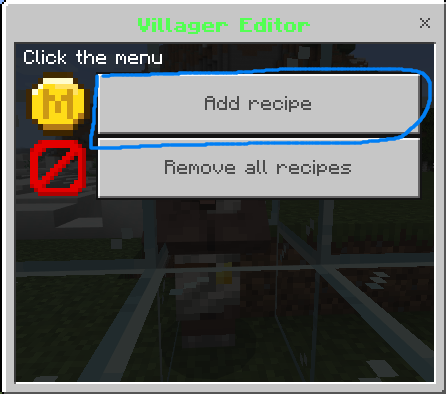 Villager Editor
x
Click the menu
M
Add recipe
Remove all recipes